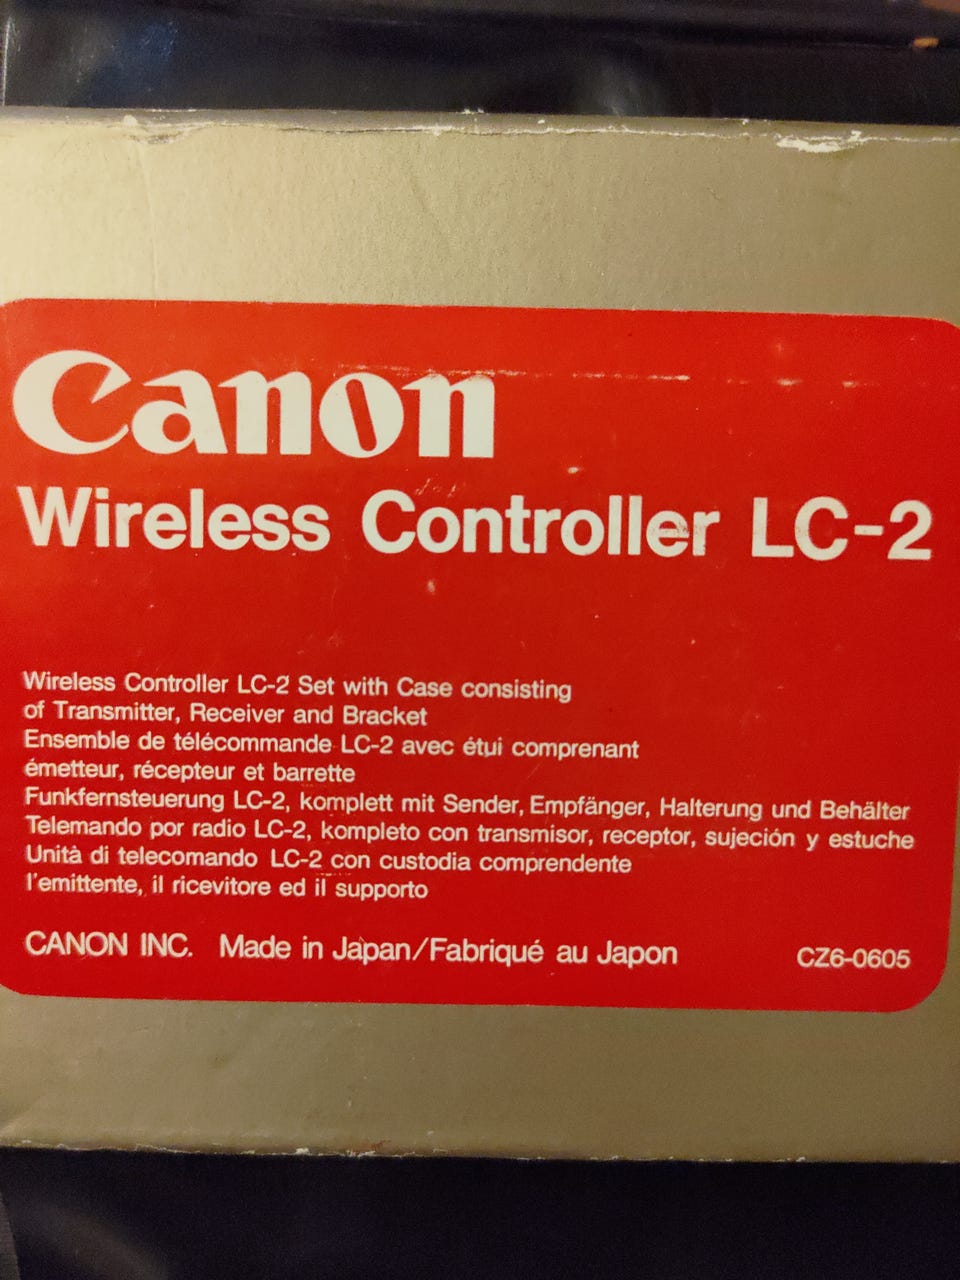 Canon
Wireless Controller LC-2
Wireless Controller LC-2 Set with Case consisting
of Transmitter, Receiver and Bracket
Ensemble de télécommande LC-2 avec étui comprenant
émetteur, récepteur et barrette
Funkfernsteuerung LC-2, komplett mit Sender, Empfänger, Halterung und Behälter
Telemando por radio LC-2, kompleto con transmisor, receptor, sujeción y estuche
Unità di telecomando LC-2 con custodia comprendente
l'emittente, il ricevitore ed il supporto
CANON INC. Made in Japan/Fabriqué au Japon CZ6-0605